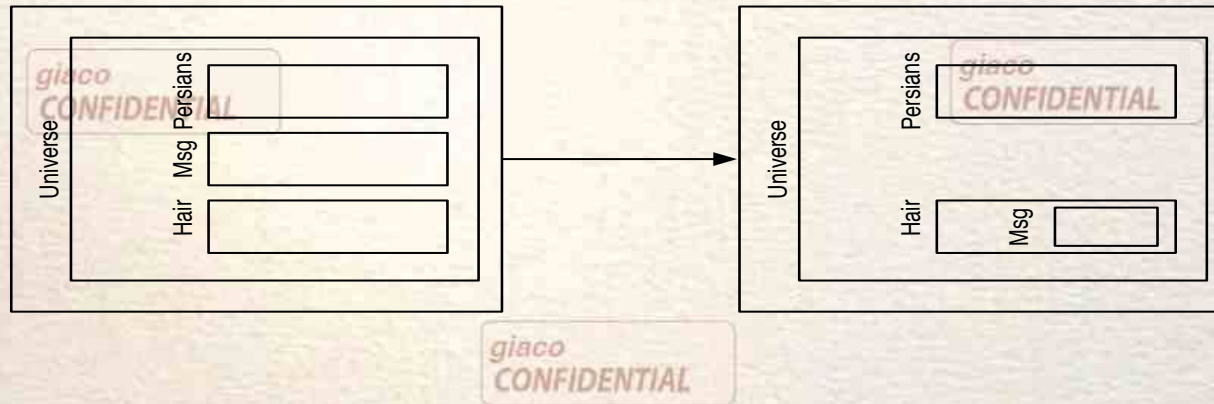 Universe
Persians
Msg
Hair
giaco
CONFIDENTIAL
Universe
Persians
Hair
Msg
giaco
CONFIDENTIAL
giaco
CONFIDENTIAL